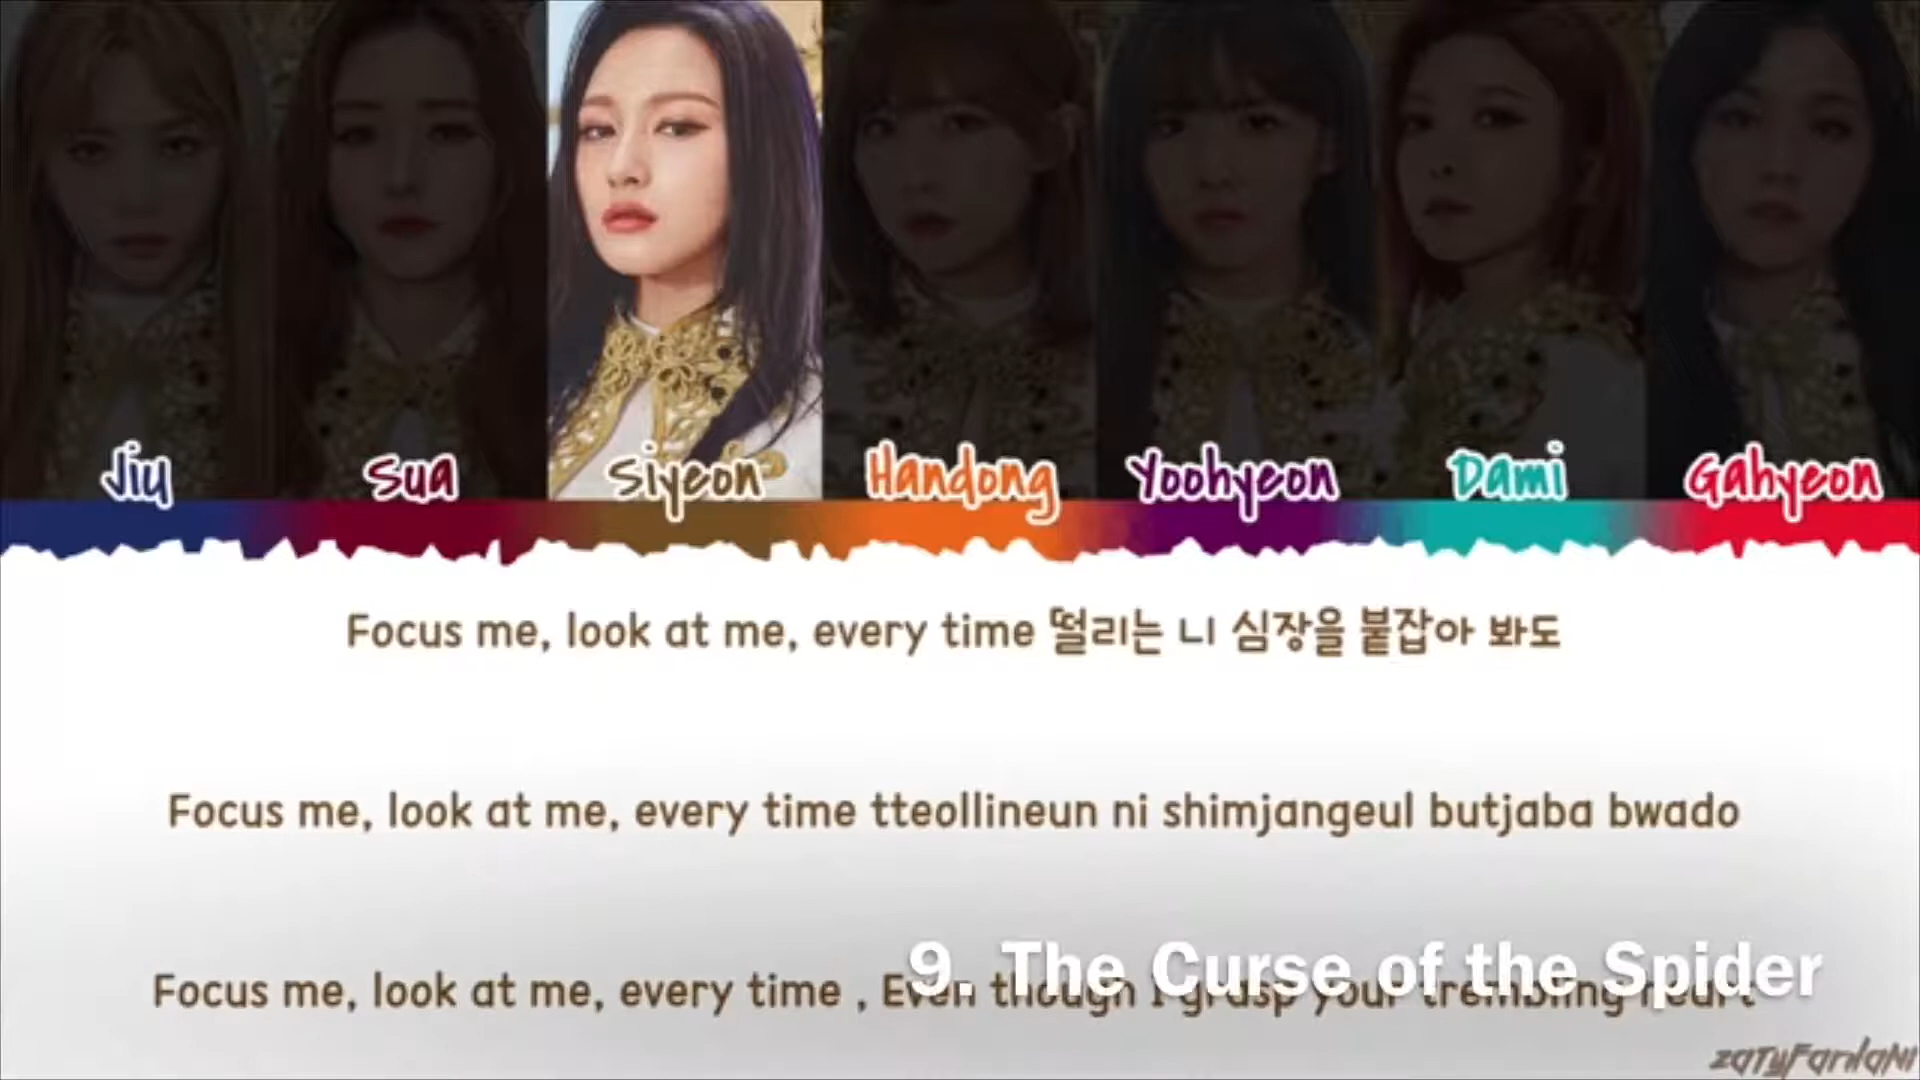 Jiu Sua Siyeon Handong Yoohyeon Dami Gahyeon
Focus me, look at me, every time 떨리는 니 심장을 붙잡아 봐도
Focus me, look at me, every time tteollineun ni shimjangeul butjaba bwado
9. The Curse of the Spider
Focus me, look at me, every time , Even though I grasp your trembling heart
zatyfarhani